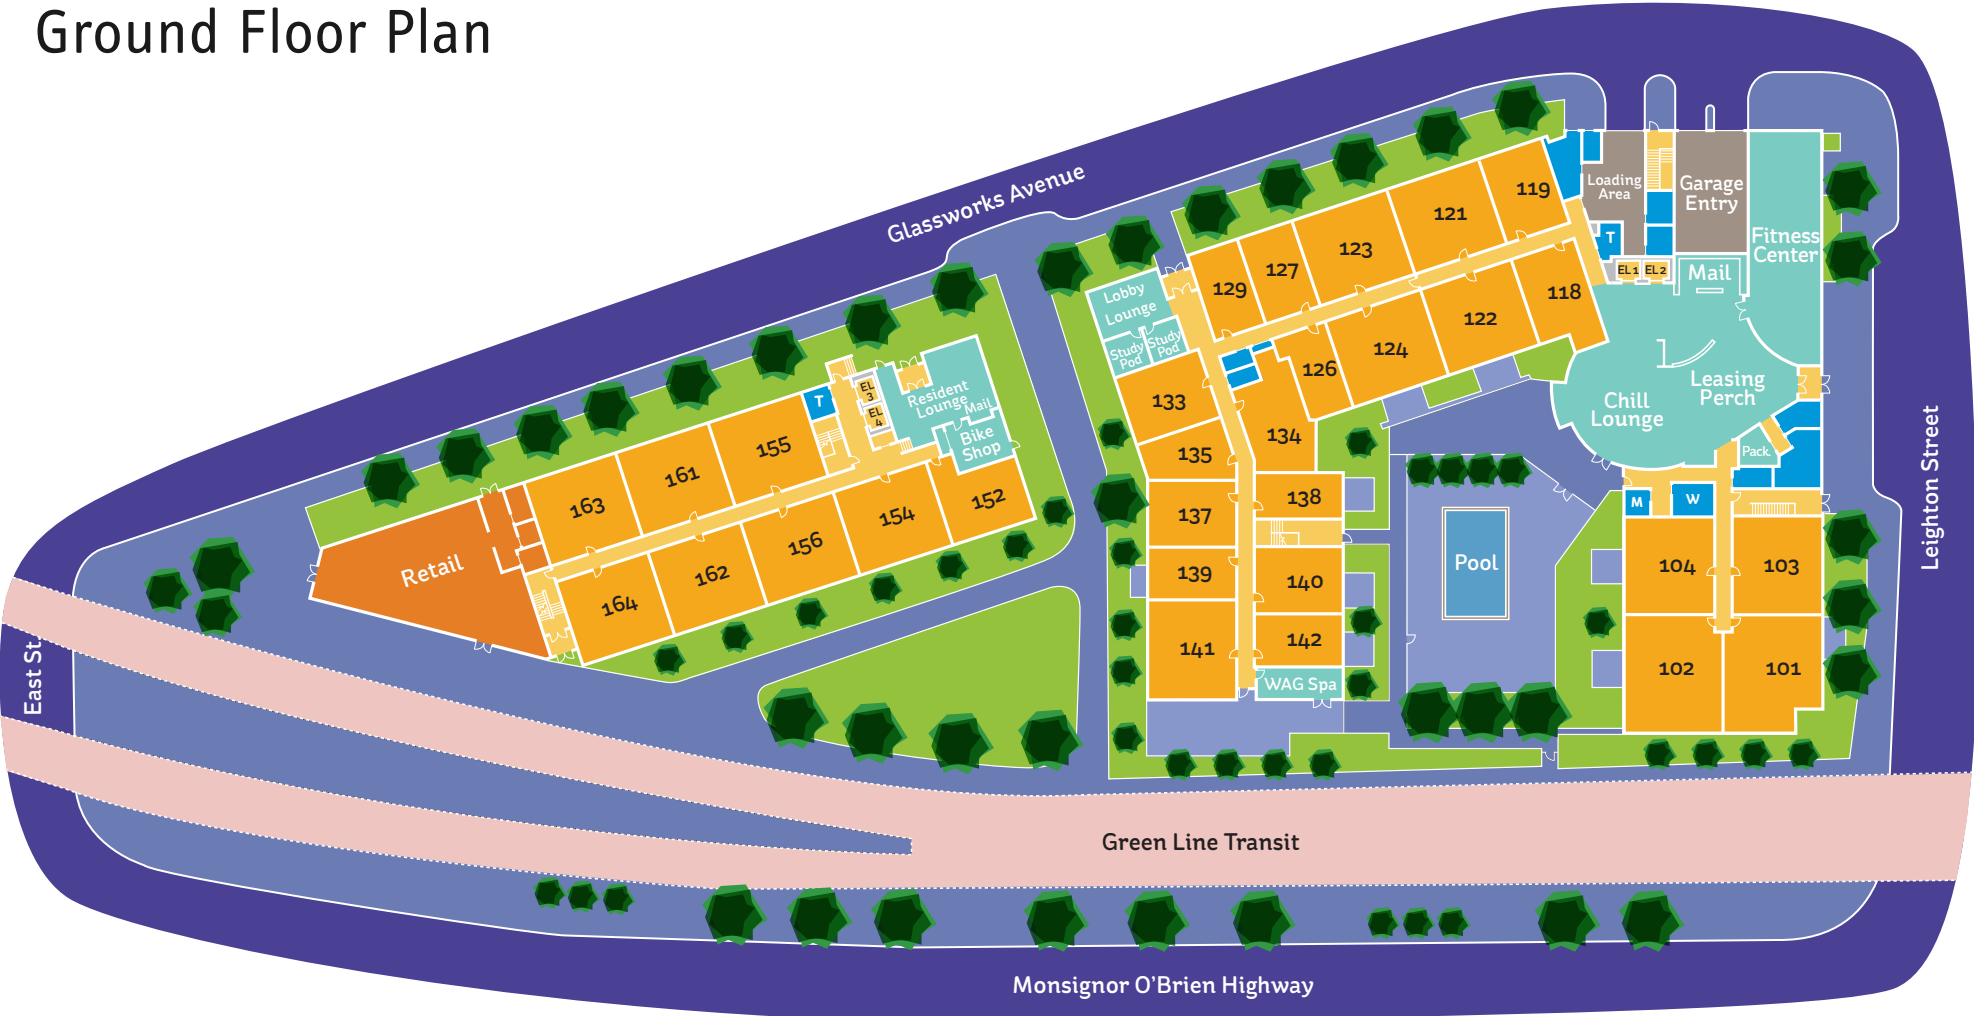 Ground Floor Plan
Glassworks Avenue
East St
Leighton Street
Monsignor O'Brien Highway
Green Line Transit
Retail
163
161
155
T
EL
3
EL
4
Resident
Lounge
Mail
Bike
Shop
164
162
156
154
152
Lobby
Lounge
Study
Pod
Study
Pod
129
127
123
121
119
126
124
122
118
133
135
137
139
141
134
138
140
142
WAG Spa
Pool
Loading
Area
Garage
Entry
Fitness
Center
T
EL1
EL2
Mail
Leasing
Perch
Chill
Lounge
Pack.
M
W
104
103
102
101